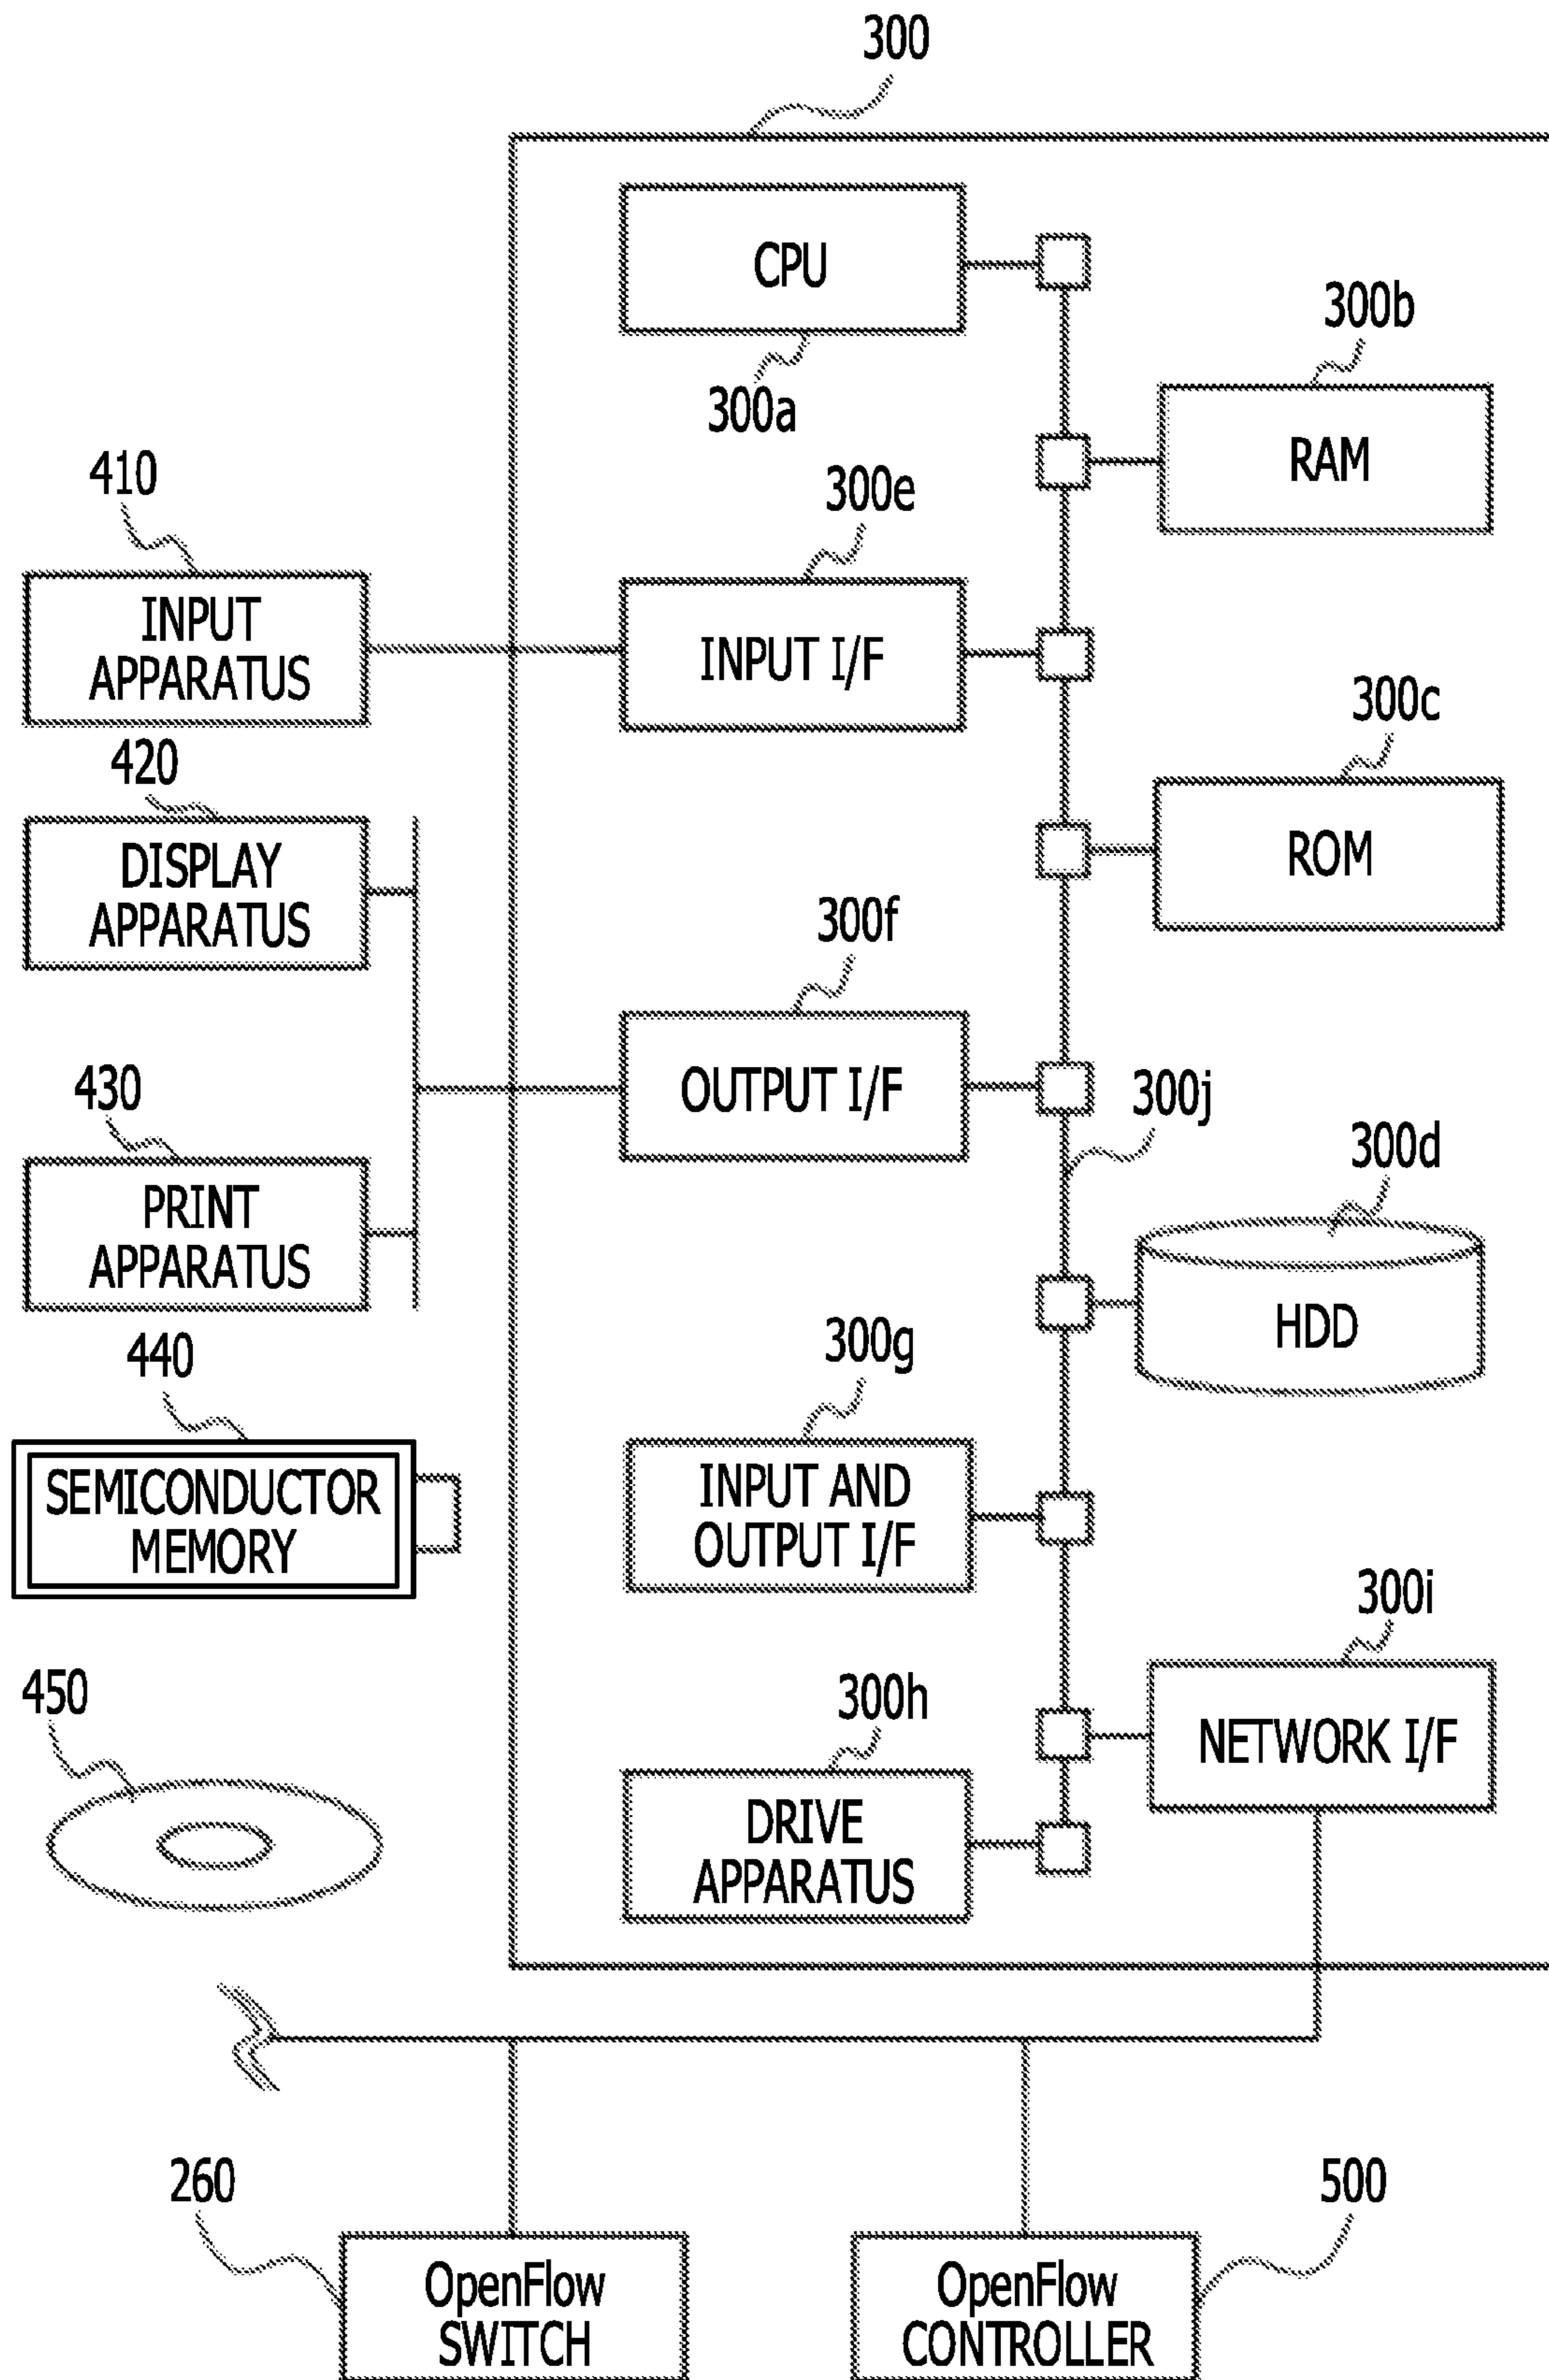 300
CPU
300a
300b
RAM
410
INPUT
APPARATUS
300e
INPUT I/F
300c
ROM
420
DISPLAY
APPARATUS
300f
OUTPUT I/F
300j
430
PRINT
APPARATUS
300d
HDD
440
SEMICONDUCTOR
MEMORY
300g
INPUT AND
OUTPUT I/F
300i
NETWORK I/F
450
300h
DRIVE
APPARATUS
260
OpenFlow
SWITCH
500
OpenFlow
CONTROLLER